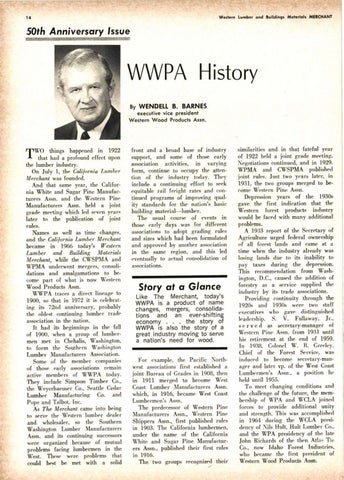 14
Western Lumber and Buildings Materials MERCHANT
50th Anniversary Issue
WWPA History
By WENDELL B. BARNES
executive vice president
Western Wood Products Assn.
TWO things happened in 1922
that had a profound effect upon
the lumber industry.
On July 1, the California Lumber
Merchant was founded.
And that same year, the Califor-
nia White and Sugar Pine Manufac-
turers Assn. and the Western Pine
Manufacturers Assn. held a joint
grade meeting which led seven years
later to the publication of joint
rules.
Names as well as time changes,
and the California Lumber Merchant
became in 1966 today's Western
Lumber and Building Materials
Merchant, while the CWSPMA and
WPMA underwent mergers, consoli-
dations and amalgamations to be-
come part of what is now Western
Wood Products Assn.
WWPA traces a direct lineage to
1900, so that in 1972 it is celebrat-
ing its 72nd anniversary, probably
the oldest continuing lumber trade
association in the nation.
It had its beginnings in the fall
of 1900, when a group of lumber-
men met in Chehalis, Washington,
to form the Southern Washington
Lumber Manufacturers Association.
Some of the member companies
of those early associations remain
active members of WWPA today.
They include Simpson Timber Co.,
the Weyerhaeuser Co., Seattle Cedar
Lumber Manufacturing Co. and
Pope and Talbot, Inc.
As The Merchant came into being
to serve the Western lumber dealer
and wholesaler, so the Southern
Washington Lumber Manufacturers
Assn. and its continuing successors
were organized because of mutual
problems facing lumbermen in the
West. These were problems that
could best be met with a solid
front and a broad base of industry
support, and some of those early
association activities, in varying
form, continue to occupy the atten-
tion of the industry today. They
include a continuing effort to seek
equitable rail freight rates and con-
tinued programs of improving qual-
ity standards for the nation's basic
building material—lumber.
The usual course of events in
those early days was for different
associations to adopt grading rules
and sizes which had been formulated
and approved by another association
in the same region, and this led
eventually to actual consolidation of
associations.
Story at a Glance
Like The Merchant, today's
WWPA is a product of name
changes, mergers, consolida-
tions and an ever-shifting
economy . . . the story of
WWPA is also the story of a
great industry moving to serve
a nation's need for wood.
For example, the Pacific North-
west associations first established a
joint Bureau of Grades in 1908, then
in 1911 merged to become West
Coast Lumber Manufacturers Assn.
which, in 1916, became West Coast
Lumbermen's Assn.
The predecessor of Western Pine
Manufacturers Assn., Western Pine
Shippers Assn., first published rules
in 1903. The California lumbermen,
under the name of the California
White and Sugar Pine Manufactur-
ers Assn., published their first rules
in 1916.
The two groups recognized their
similarities and in that fateful year
of 1922 held a joint grade meeting.
Negotiations continued, and in 1929,
WPMA and CWSPMA published
joint rules. Just two years later, in
1931, the two groups merged to be-
come Western Pine Assn.
Depression years of the 1930s
gave the first indication that the
Western forest products industry
would be faced with many additional
problems.
A 1933 report of the Secretary of
Agriculture urged federal ownership
of all forest lands and came at a
time when the industry already was
losing lands due to its inability to
pay taxes during the depression.
This recommendation from Wash-
ington, D.C., caused the addition of
forestry as a service supplied the
industry by its trade associations.
Providing continuity through the
1920s and 1930s were two staff
executives who gave distinguished
leadership. S. V. Fullaway, Jr.,
served as secretary-manager of
Western Pine Assn. from 1931 until
his retirement at the end of 1959.
In 1938, Colonel W. B. Greeley,
Chief of the Forest Service, was
induced to become secretary-man-
ager and later vp. of the West Coast
Lumbermen's Assn., a position he
held until 1955.
To meet changing conditions and
the challenge of the future, the mem-
bership of WPA and WCLA joined
forces to provide additional unity
and strength. This was accomplished
in 1964 during the WCLA presi-
dency of Nils Hult, Hult Lumber Co.,
and the WPA presidency of the late
John Richards of the then Atlas Tie
Co., now Idaho Forest Industries,
who became the first president of
Western Wood Products Assn.